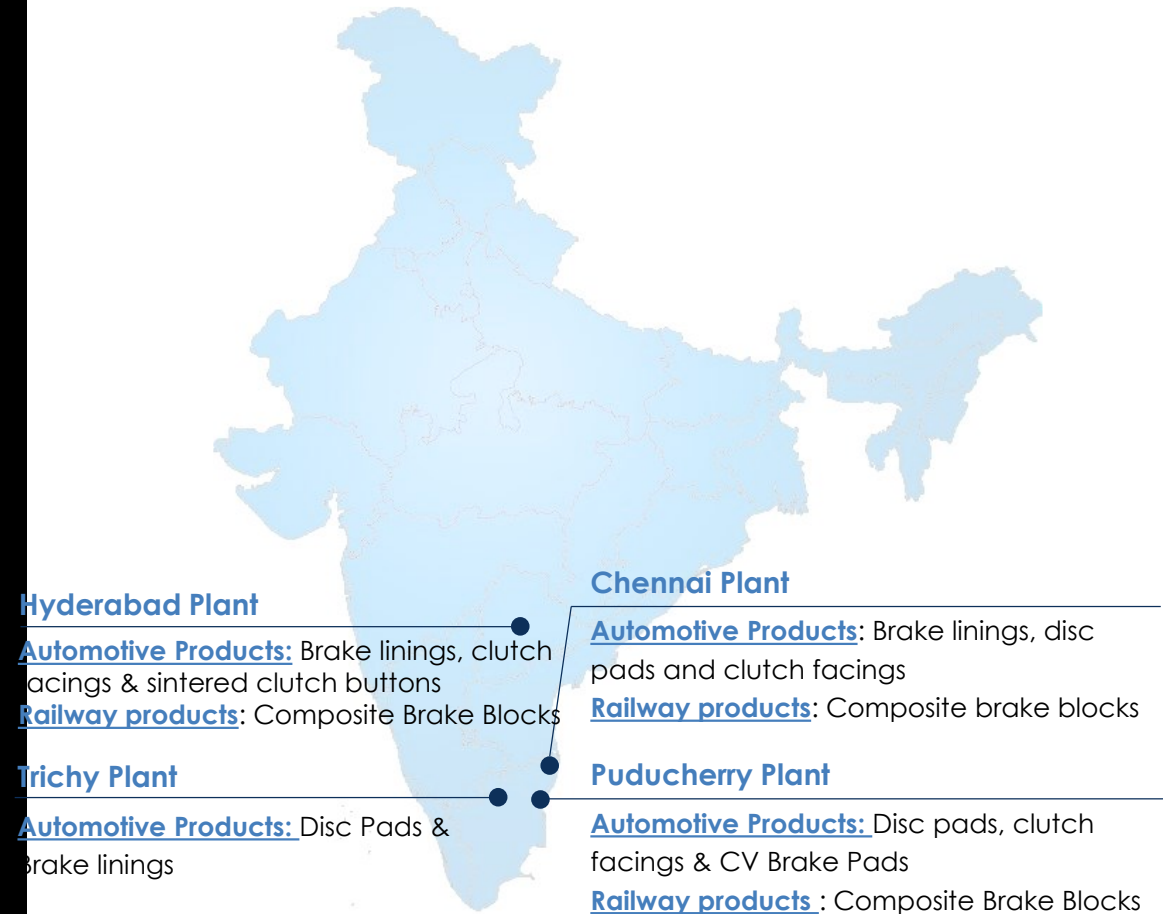 Hyderabad Plant
Automotive Products: Brake linings, clutch
facings & sintered clutch buttons
Railway products: Composite Brake Blocks
Trichy Plant
Automotive Products: Disc Pads &
Brake linings
Chennai Plant
Automotive Products: Brake linings, disc
pads and clutch facings
Railway products: Composite brake blocks
Puducherry Plant
Automotive Products: Disc pads, clutch
facings & CV Brake Pads
Railway products : Composite Brake Blocks